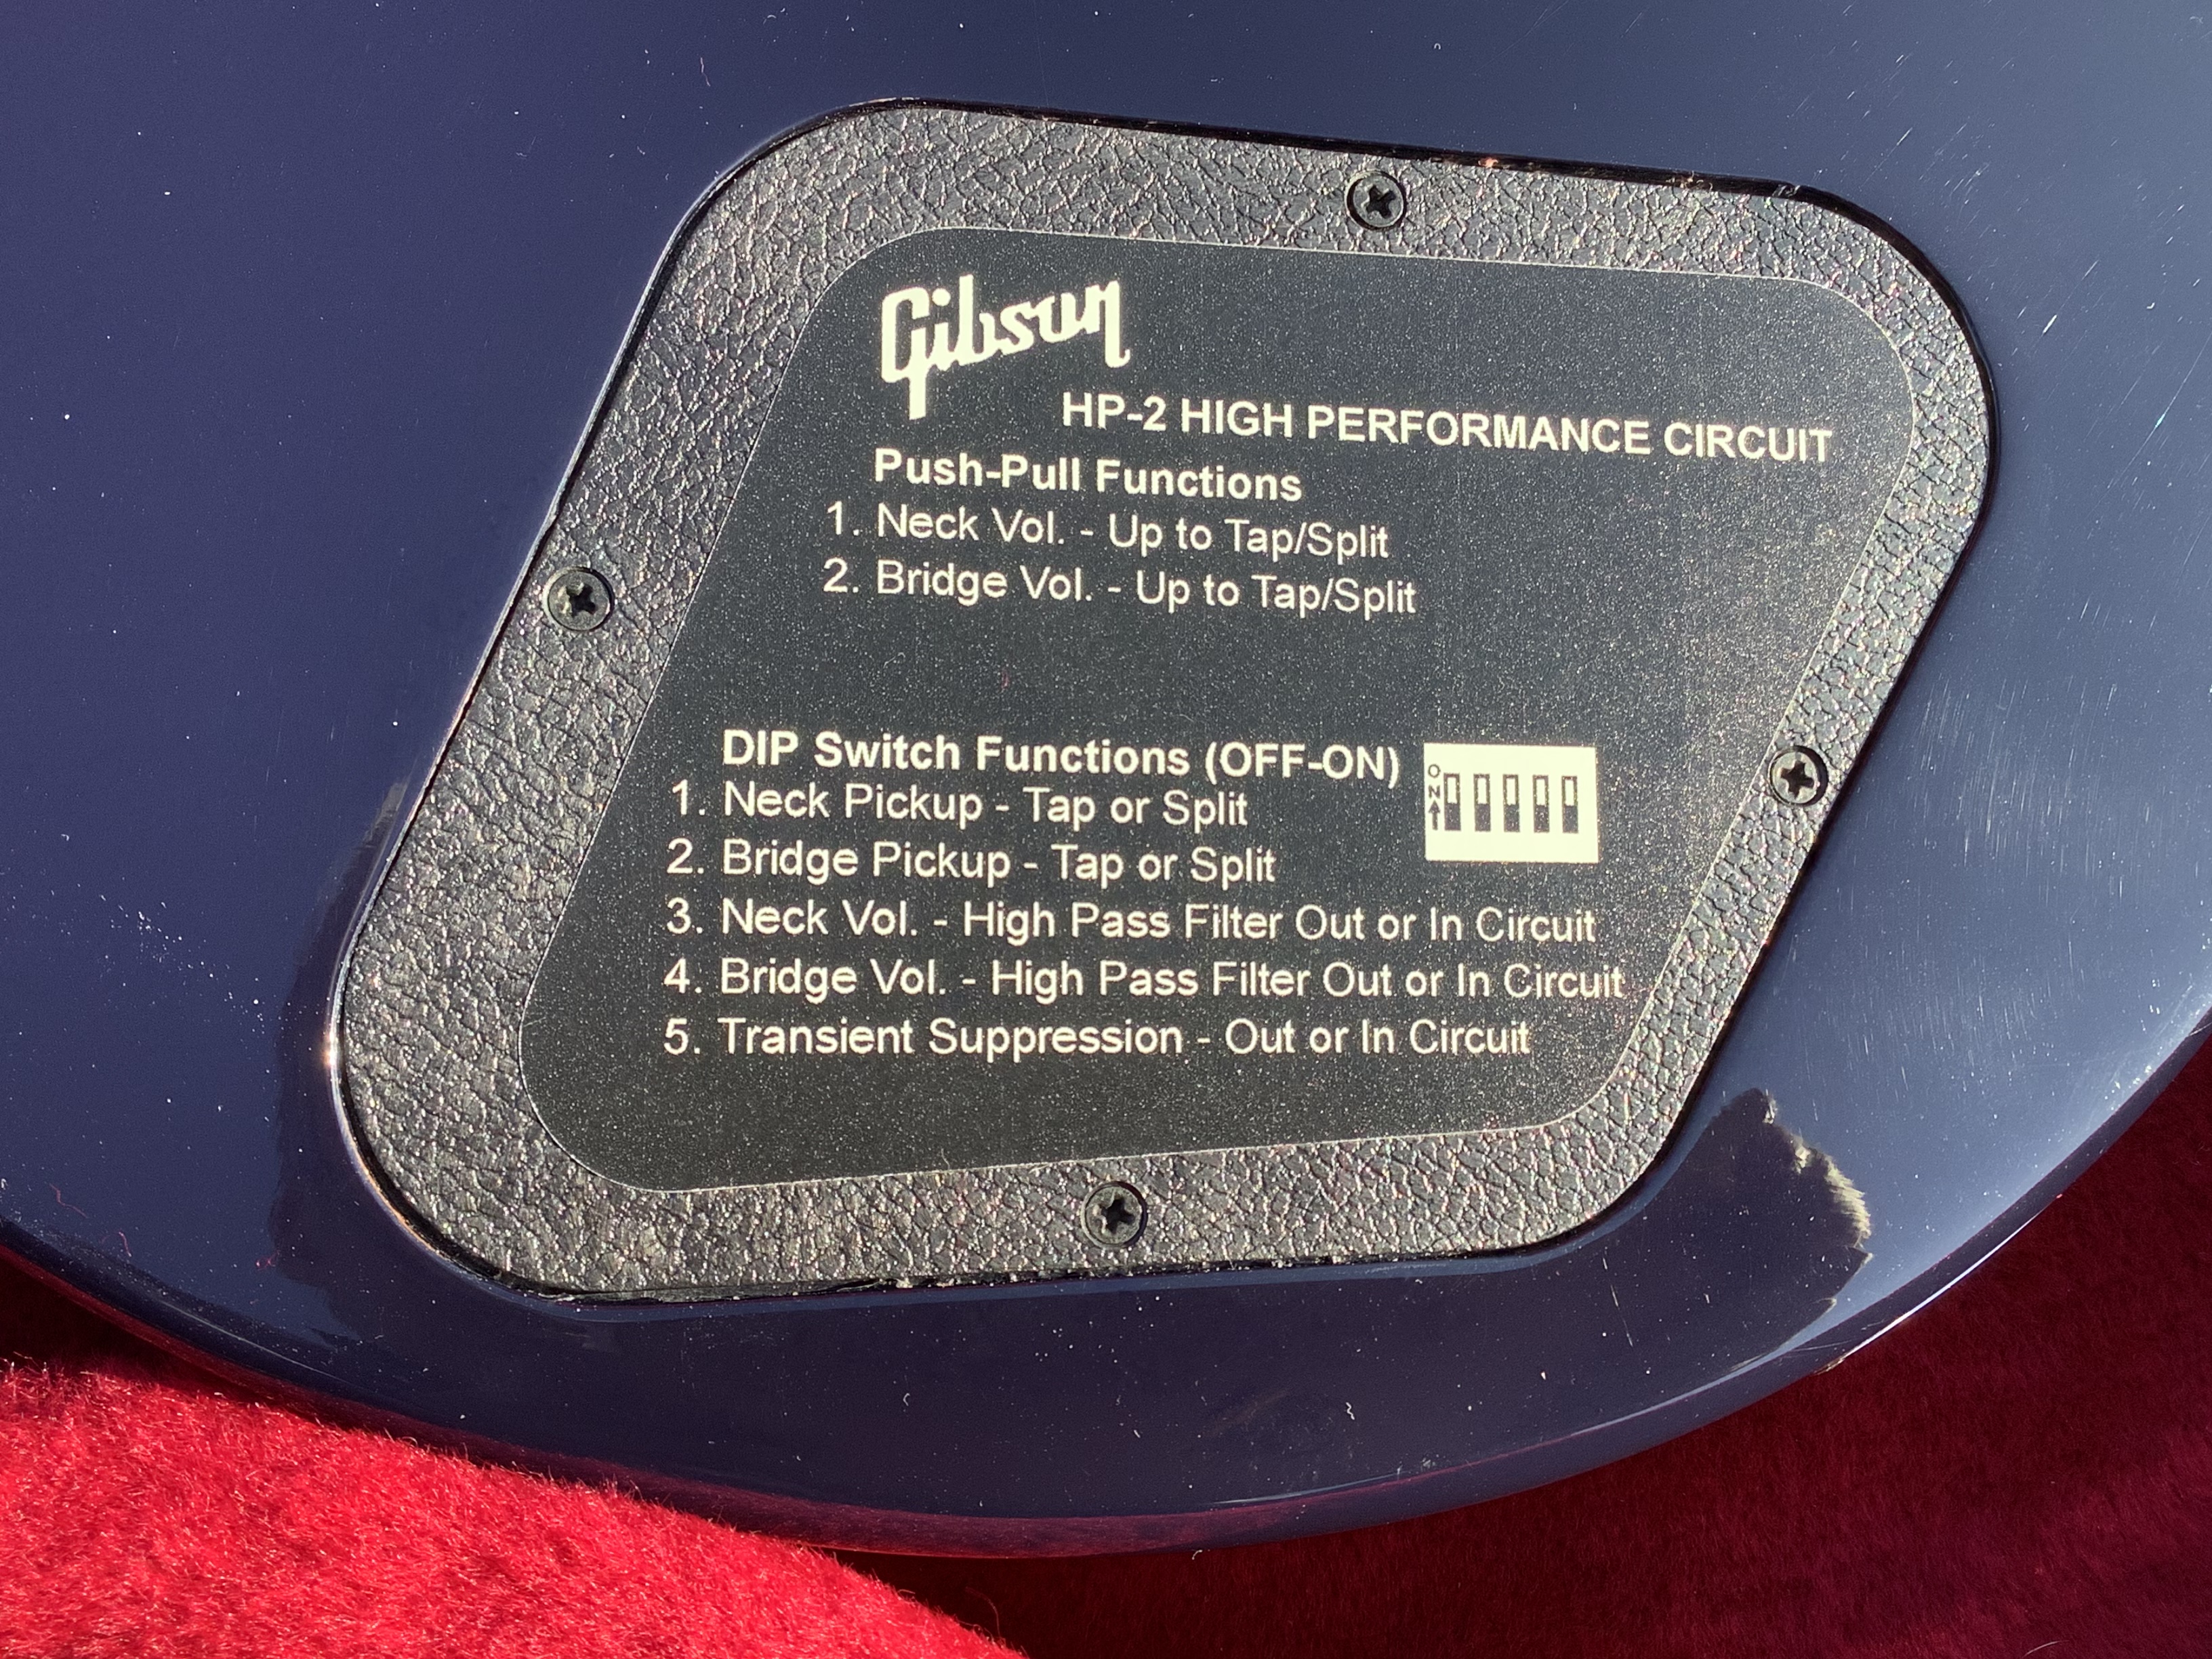 Gibson
HP-2 HIGH PERFORMANCE CIRCUIT
Push-Pull Functions
1. Neck Vol. - Up to Tap/Split
2. Bridge Vol. - Up to Tap/Split
DIP Switch Functions (OFF-ON)
ON
1. Neck Pickup - Tap or Split
2. Bridge Pickup - Tap or Split
3. Neck Vol. - High Pass Filter Out or In Circuit
4. Bridge Vol. - High Pass Filter Out or In Circuit
5. Transient Suppression - Out or In Circuit